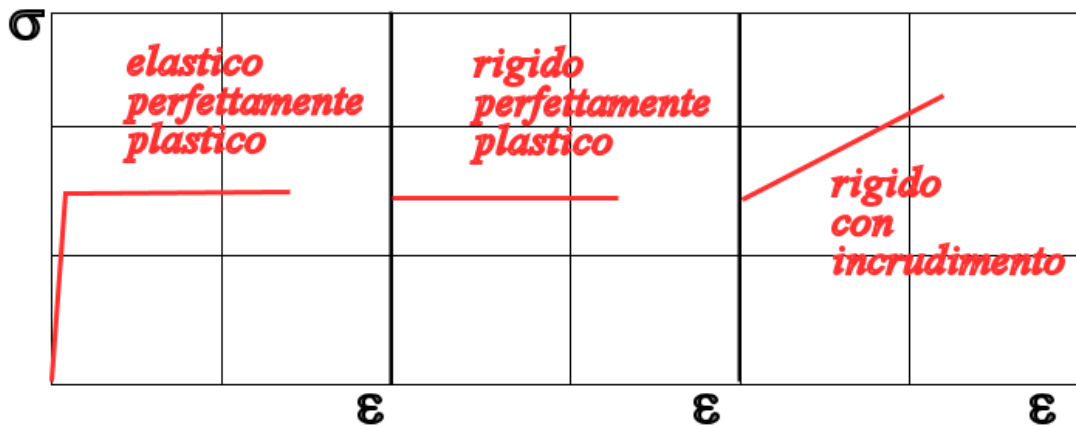 σ
elastico
perfettamente
plastico
rigido
perfettamente
plastico
rigido
con
incrudimento
ε
ε
ε